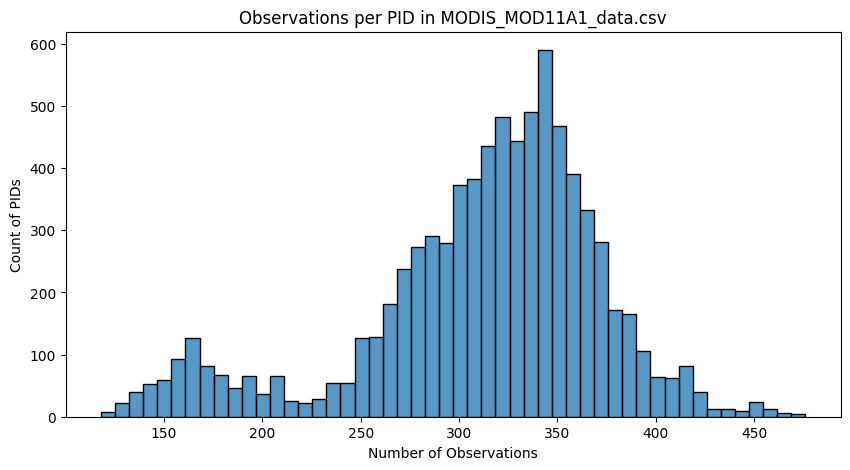 Observations per PID in MODIS_MOD11A1_data.csv
600
500
400
300
200
100
0
Count of PIDs
150 200 250 300 350 400 450
Number of Observations